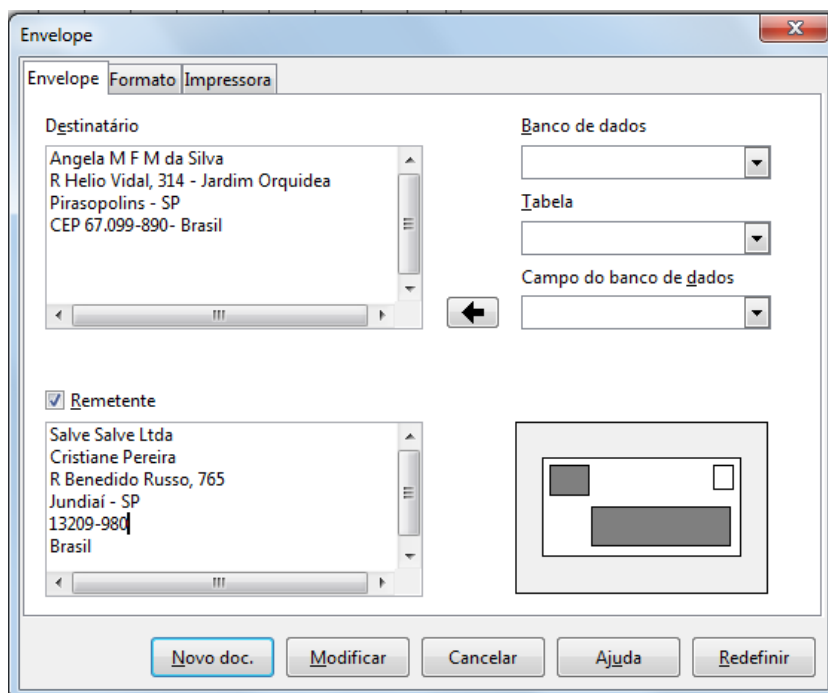 Envelope
Envelope Formato Impressora
Destinatário
Angela M F M da Silva
R Helio Vidal, 314 - Jardim Orquidea
Pirasopolins - SP
CEP 67.099-890- Brasil
Banco de dados
Tabela
Campo do banco de dados
Remetente
Salve Salve Ltda
Cristiane Pereira
R Benedido Russo, 765
Jundiaí - SP
13209-980
Brasil
Novo doc. Modificar Cancelar Ajuda Redefinir